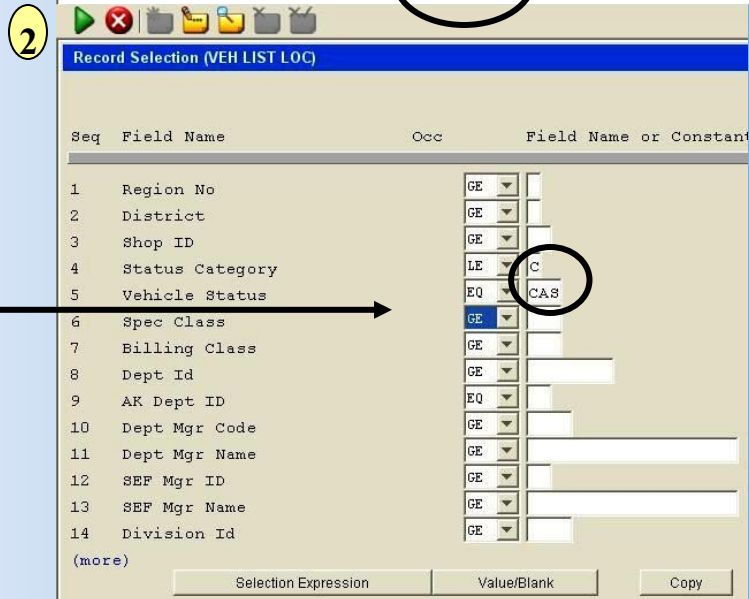 2
Record Selection (VEH LIST LOC)
Seq Field Name Occ Field Name or Constant
1 Region No GE
2 District GE
3 Shop ID GE
4 Status Category LE C
5 Vehicle Status EQ CAS
6 Spec Class GE
7 Billing Class GE
8 Dept Id GE
9 AK Dept ID EQ
10 Dept Mgr Code GE
11 Dept Mgr Name GE
12 SEF Mgr ID GE
13 SEF Mgr Name GE
14 Division Id GE
(more)
Selection Expression Value/Blank Copy